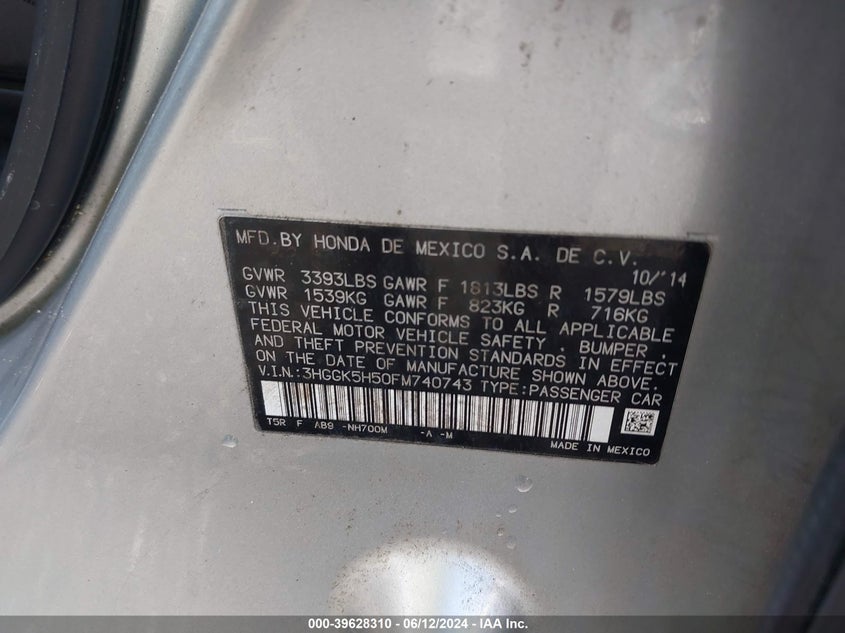 MFD.BY HONDA DE MEXICO S.A. DE C.V.
10/'14
GVWR 3393LBS GAWR F 1813LBS R 1579LBS
GVWR 1539KG GAWR F 823KG R 716KG
THIS VEHICLE CONFORMS TO ALL APPLICABLE
FEDERAL MOTOR VEHICLE SAFETY, BUMPER,
AND THEFT PREVENTION STANDARDS IN EFFECT
ON THE DATE OF MANUFACTURE SHOWN ABOVE.
V.I.N.:3HGGK5H50FM740743 TYPE:PASSENGER CAR
T5R F AB9 -NH700M -A -M
MADE IN MEXICO
000-39628310 - 06/12/2024 - IAA Inc.